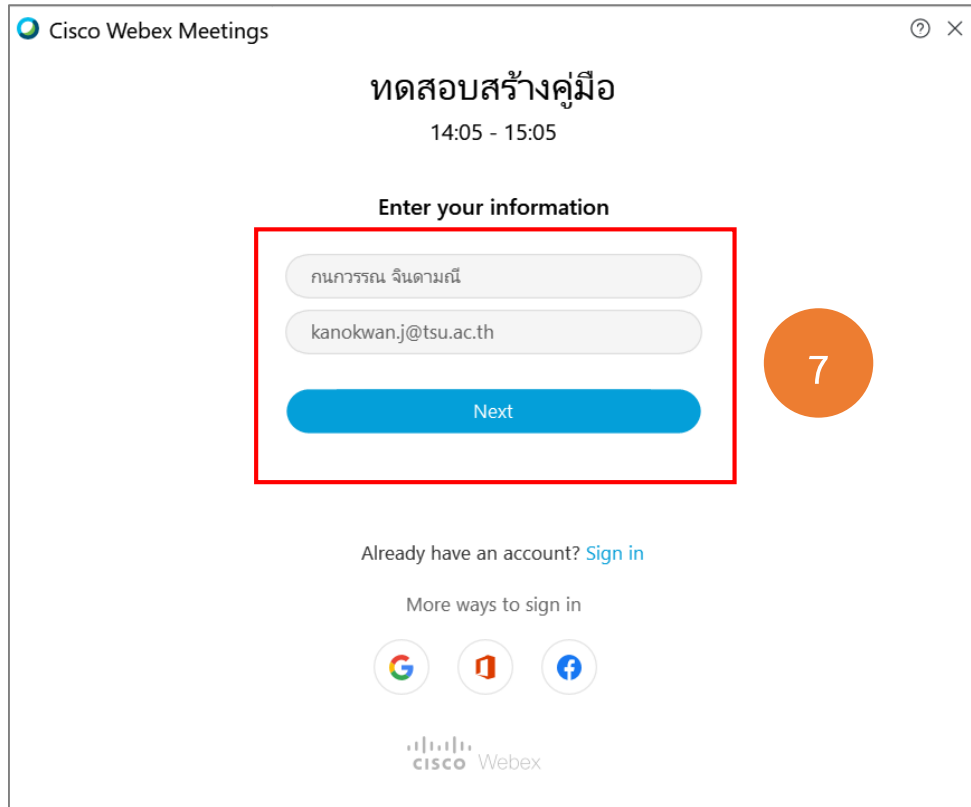 Cisco Webex Meetings
ทดสอบสร้างคู่มือ
14:05 - 15:05
Enter your information
กนกวรรณ จินดามณี
kanokwan.j@tsu.ac.th
Next
7
Already have an account? Sign in
More ways to sign in
cisco Webex